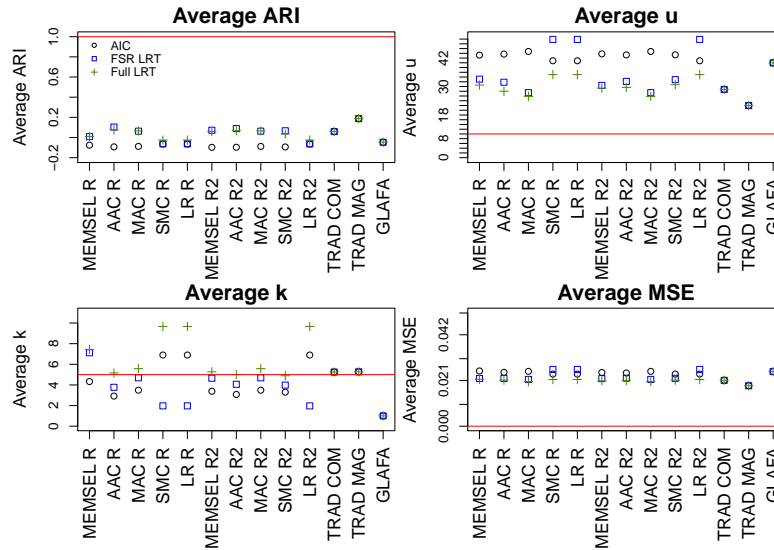 Average ARI
Average ARI
1.0
0.6
0.2
−0.2
AIC
FSR LRT
Full LRT
MEMSEL R
AAC R
MAC R
SMC R
LR R
MEMSEL R2
AAC R2
MAC R2
SMC R2
LR R2
TRAD COM
TRAD MAG
GLAFA
Average u
Average u
42
30
18
8
0
MEMSEL R
AAC R
MAC R
SMC R
LR R
MEMSEL R2
AAC R2
MAC R2
SMC R2
LR R2
TRAD COM
TRAD MAG
GLAFA
Average k
Average k
8
6
4
2
0
MEMSEL R
AAC R
MAC R
SMC R
LR R
MEMSEL R2
AAC R2
MAC R2
SMC R2
LR R2
TRAD COM
TRAD MAG
GLAFA
Average MSE
Average MSE
0.042
0.021
0.000
MEMSEL R
AAC R
MAC R
SMC R
LR R
MEMSEL R2
AAC R2
MAC R2
SMC R2
LR R2
TRAD COM
TRAD MAG
GLAFA